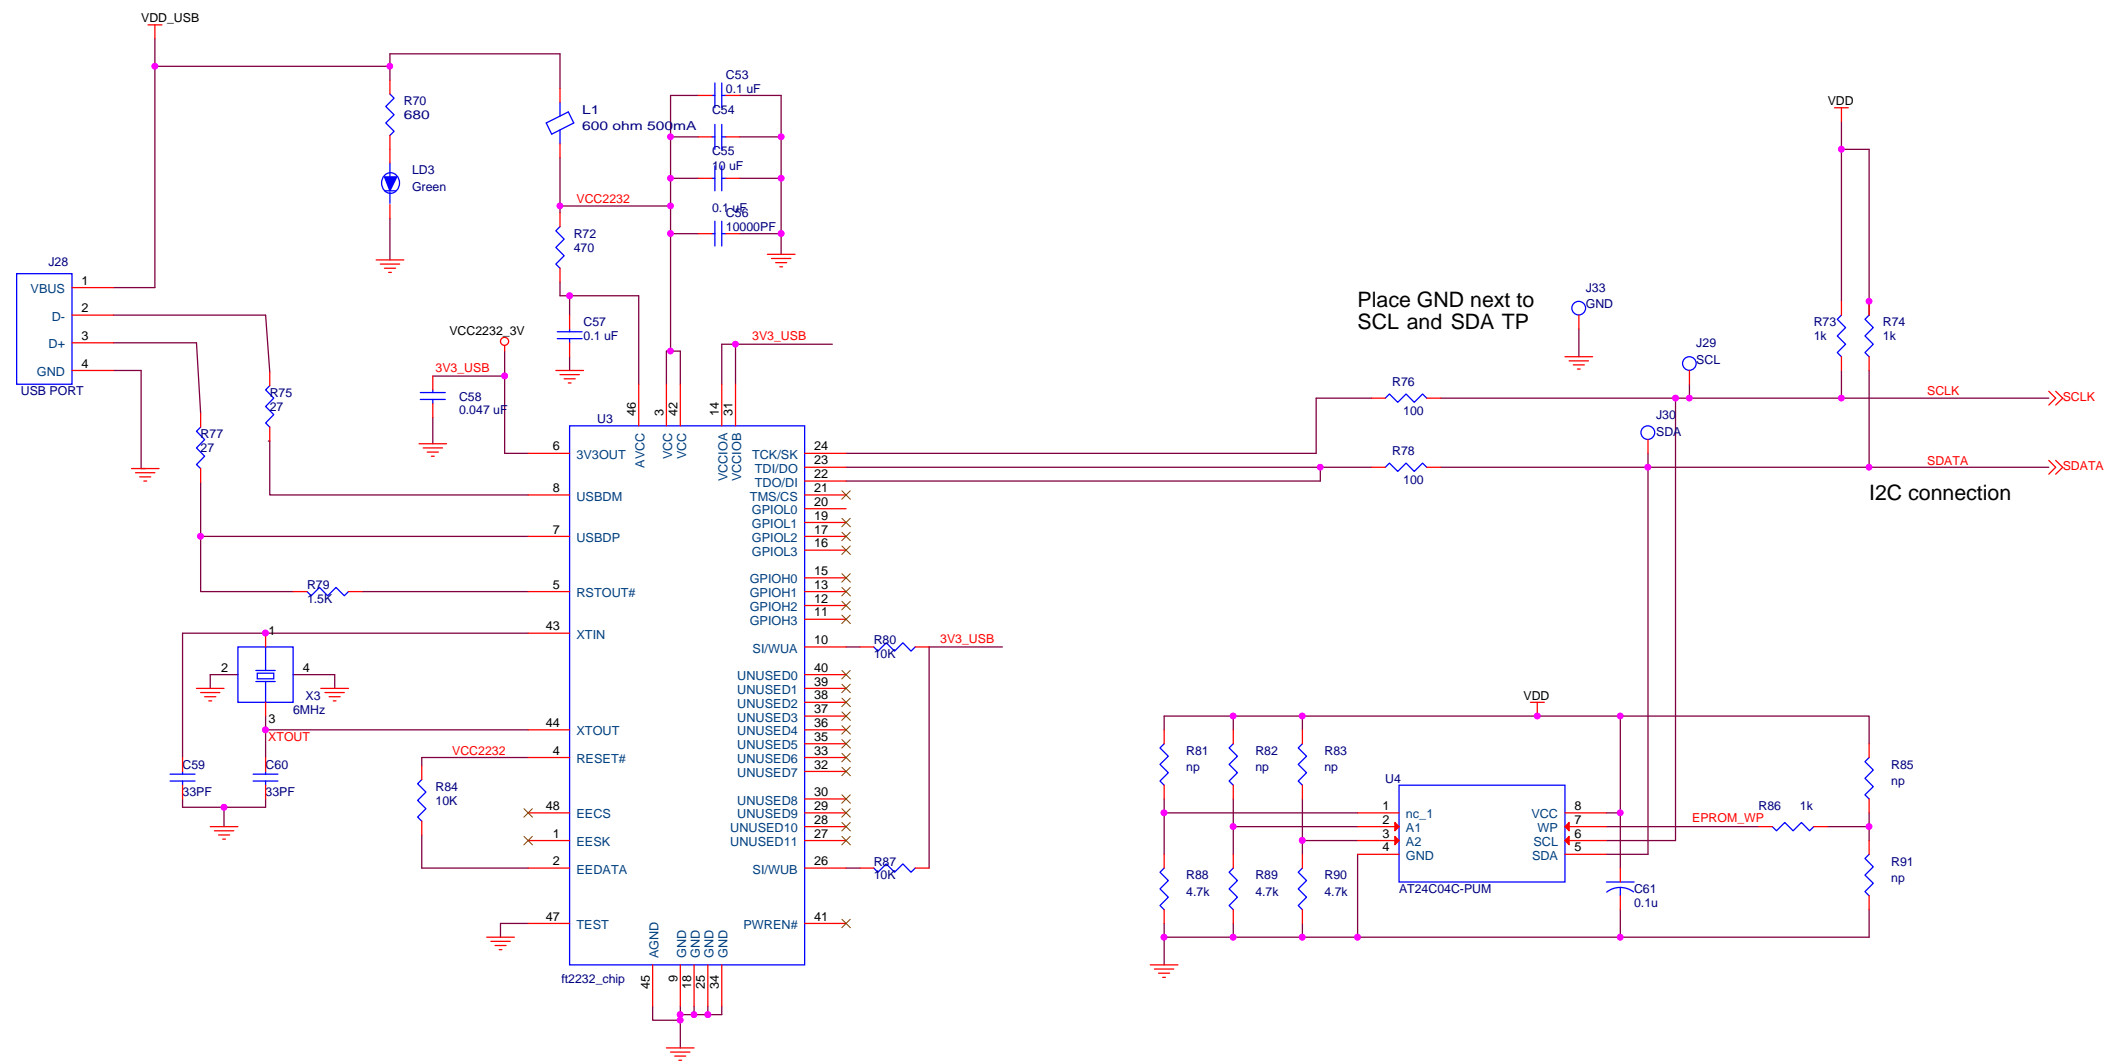 VDD_USB
C53
0.1 uF
C54
C55
10 uF
0.1 uF
C56
10000PF
R70
680
L1
600 ohm 500mA
LD3
Green
VCC2232
R72
470
VDD
J28
VBUS
D-
D+
GND
1
2
3
4
USB PORT
VCC2232_3V
3V3_USB
C57
0.1 uF
3V3_USB
C58
0.047 uF
R75
27
R77
27
Place GND next to
SCL and SDA TP
J33
GND
J29
SCL
J30
SDA
R73
1k
R74
1k
R76
100
R78
100
SCLK
SCLK
SDATA
SDATA
I2C connection
U3
46
3
42
14
31
AVCC
VCC
VCC
VCCIOA
VCCIOB
6
3V3OUT
8
USBDM
7
USBDP
5
RSTOUT#
43
XTIN
44
XTOUT
4
RESET#
48
EECS
1
EESK
2
EEDATA
47
TEST
TCK/SK
24
TDI/DO
23
TDO/DI
22
TMS/CS
21
GPIOL0
20
GPIOL1
19
GPIOL2
17
GPIOL3
16
GPIOH0
15
GPIOH1
13
GPIOH2
12
GPIOH3
11
SI/WUA
10
UNUSED0
40
UNUSED1
39
UNUSED2
38
UNUSED3
37
UNUSED4
36
UNUSED5
35
UNUSED6
33
UNUSED7
32
UNUSED8
30
UNUSED9
29
UNUSED10
28
UNUSED11
27
SI/WUB
26
PWREN#
41
AGND
GND
GND
GND
GND
45
9
18
25
34
ft2232_chip
R79
1.5K
1
2
4
X3
6MHz
3
XTOUT
C59
33PF
C60
33PF
VCC2232
R84
10K
R80
10K
3V3_USB
R87
10K
VDD
R81
np
R82
np
R83
np
R85
np
U4
1
nc_1
2
A1
3
A2
4
GND
VCC
8
WP
7
SCL
6
SDA
5
AT24C04C-PUM
EPROM_WP
R86
1k
R88
4.7k
R89
4.7k
R90
4.7k
C61
0.1u
R91
np